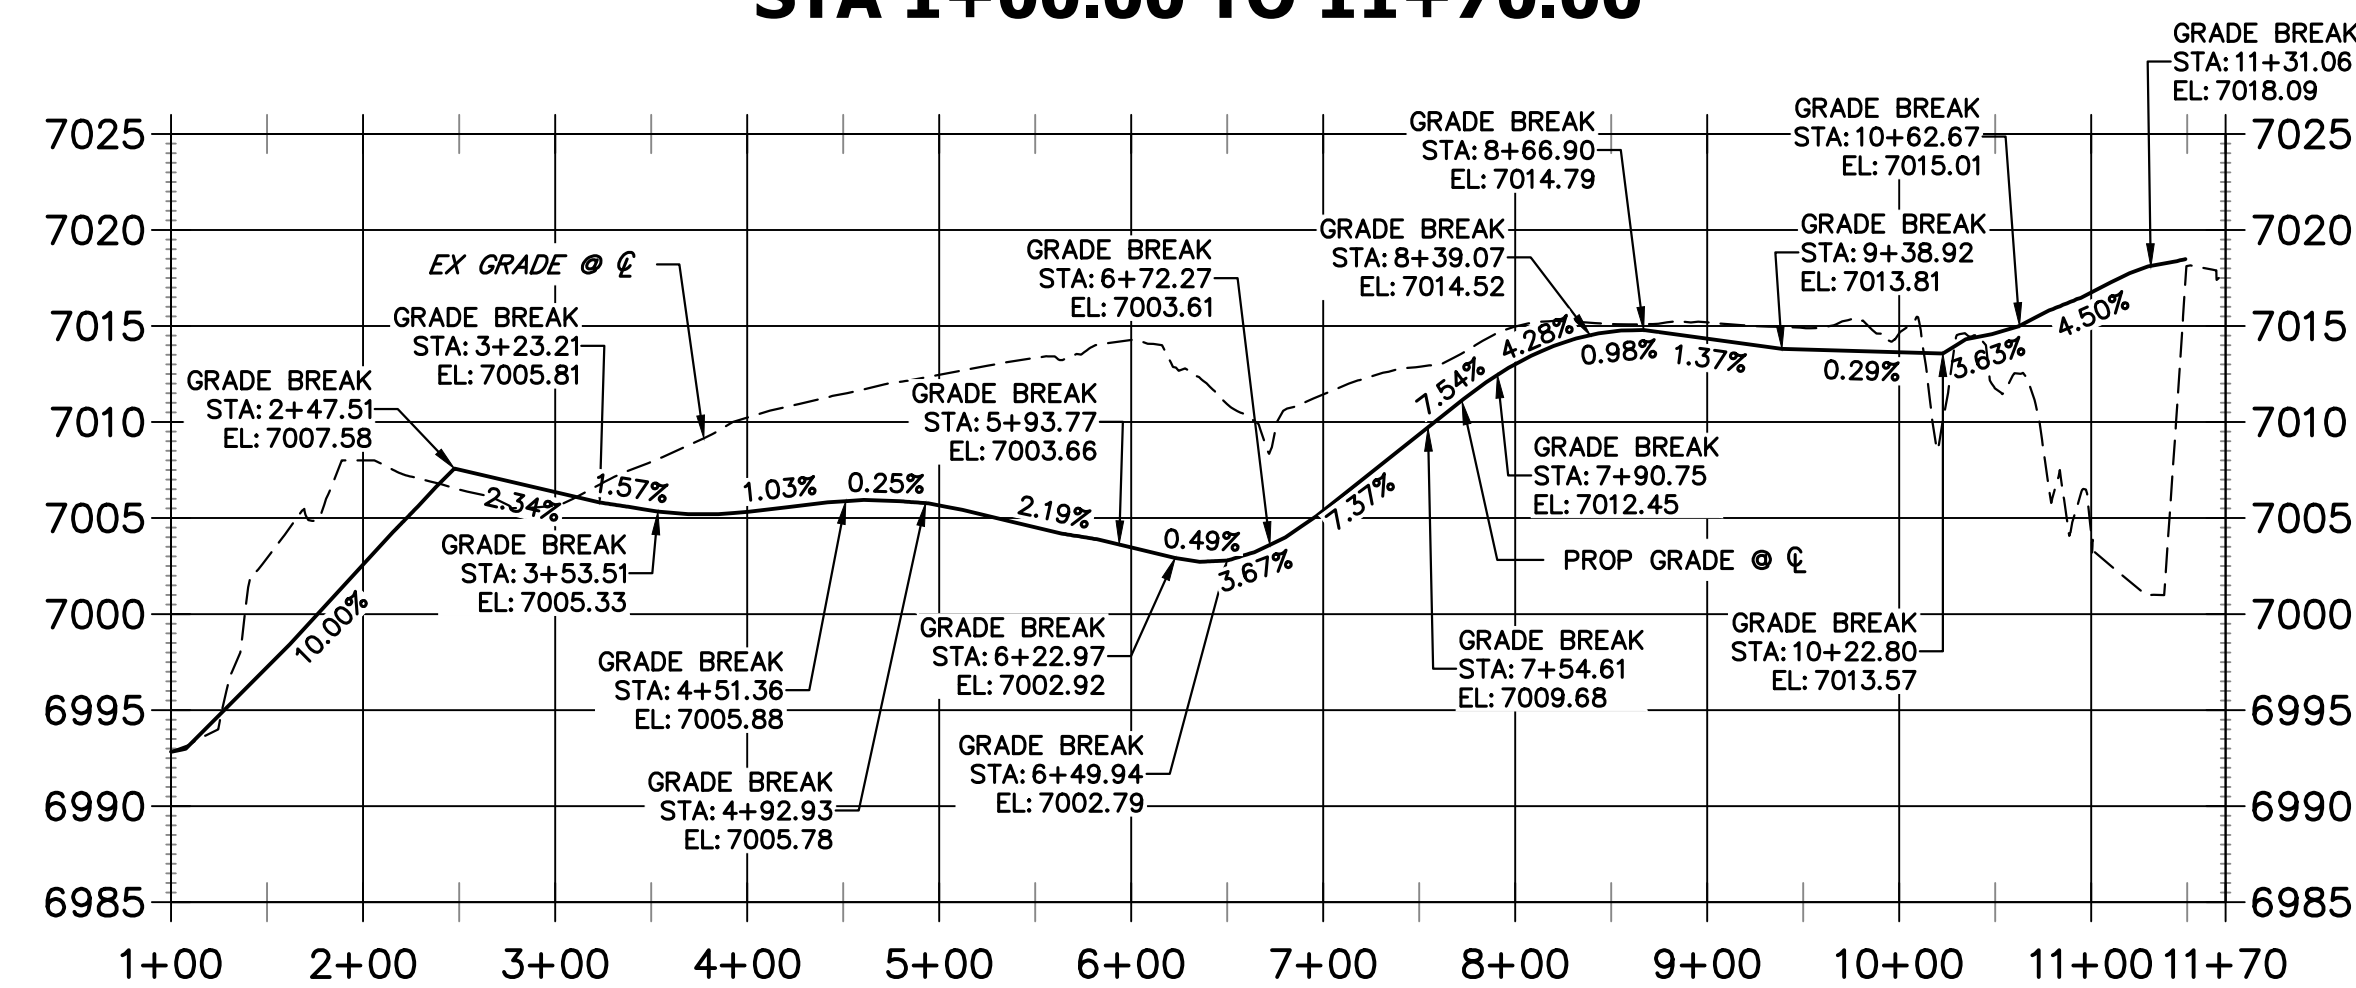 STA 1+00.00 TO 11+70.00
GRADE BREAK
STA: 11+31.06
EL: 7018.09
GRADE BREAK
STA: 10+62.67
EL: 7015.01
GRADE BREAK
STA: 8+66.90
EL: 7014.79
7025
7025
GRADE BREAK
STA: 8+39.07
EL: 7014.52
GRADE BREAK
STA: 9+38.92
EL: 7013.81
7020
7020
GRADE BREAK
STA: 6+72.27
EL: 7003.61
EX GRADE @ ℄
GRADE BREAK
STA: 3+23.21
EL: 7005.81
7015
7015
GRADE BREAK
STA: 2+47.51
EL: 7007.58
GRADE BREAK
STA: 5+93.77
EL: 7003.66
7010
7010
GRADE BREAK
STA: 7+90.75
EL: 7012.45
10.00%
2.34%
1.57%
1.03%
0.25%
2.19%
0.49%
3.67%
7.37%
7.54%
4.28%
0.98%
1.37%
0.29%
3.63%
4.50%
7005
7005
GRADE BREAK
STA: 3+53.51
EL: 7005.33
PROP GRADE @ ℄
7000
7000
GRADE BREAK
STA: 4+51.36
EL: 7005.88
GRADE BREAK
STA: 6+22.97
EL: 7002.92
GRADE BREAK
STA: 7+54.61
EL: 7009.68
GRADE BREAK
STA: 10+22.80
EL: 7013.57
6995
6995
GRADE BREAK
STA: 4+92.93
EL: 7005.78
GRADE BREAK
STA: 6+49.94
EL: 7002.79
6990
6990
6985
6985
1+00 2+00 3+00 4+00 5+00 6+00 7+00 8+00 9+00 10+00 11+00 11+70